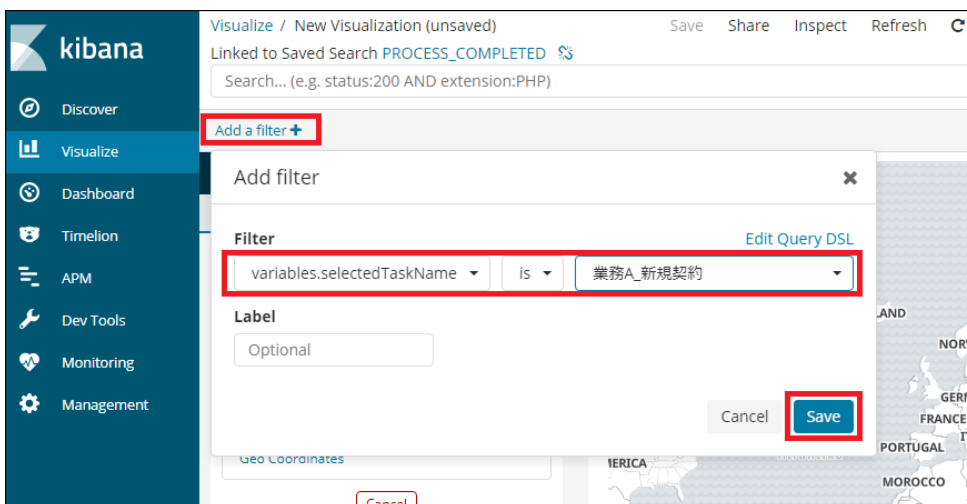 kibana
Discover
Visualize
Dashboard
Timelion
APM
Dev Tools
Monitoring
Management
Visualize / New Visualization (unsaved)
Save Share Inspect Refresh
Linked to Saved Search PROCESS_COMPLETED
Search... (e.g. status:200 AND extension:PHP)
Add a filter
Add filter
Filter
Edit Query DSL
variables.selectedTaskName is 業務A_新規契約
Label
Optional
Cancel Save
Geo Coordinates
Cancel
LAND
NOR
GERM
FRANCE
PORTUGAL
MOROCCO
MERICA